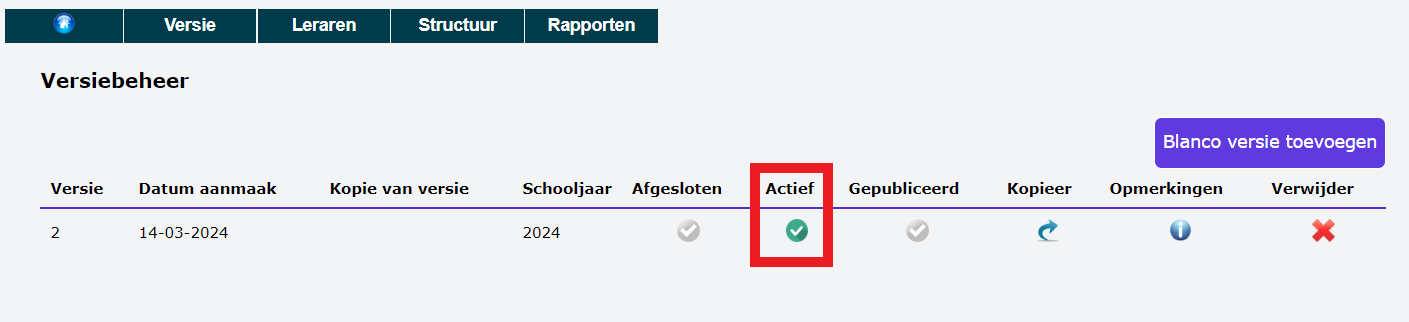 Versie Leraren Structuur Rapporten
Versiebeheer
Blanco versie toevoegen
Versie Datum aanmaak Kopie van versie Schooljaar Afgesloten Actief Gepubliceerd Kopieer Opmerkingen Verwijder
2 14-03-2024 2024